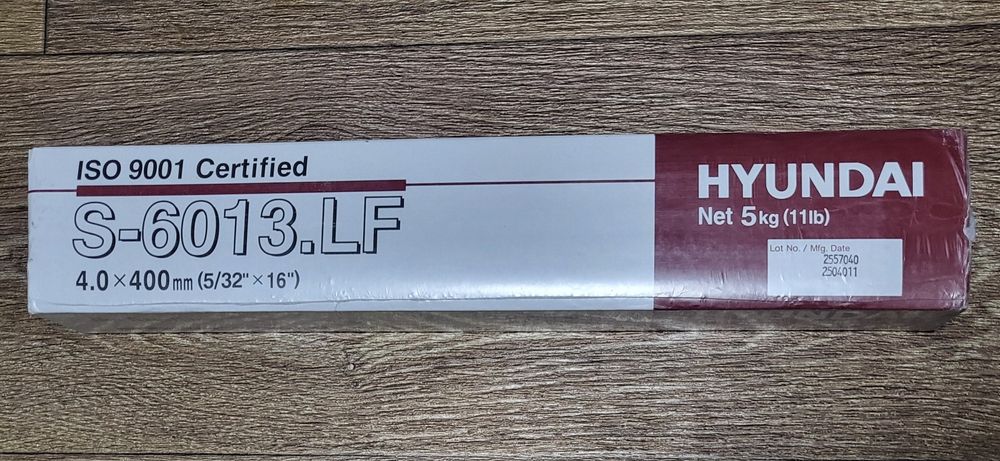 ISO 9001 Certified
S-6013.LF
4.0×400mm (5/32"×16")
HYUNDAI
Net 5kg (11lb)
Lot No. / Mfg. Date
2557040
2504011
HYUNDAI